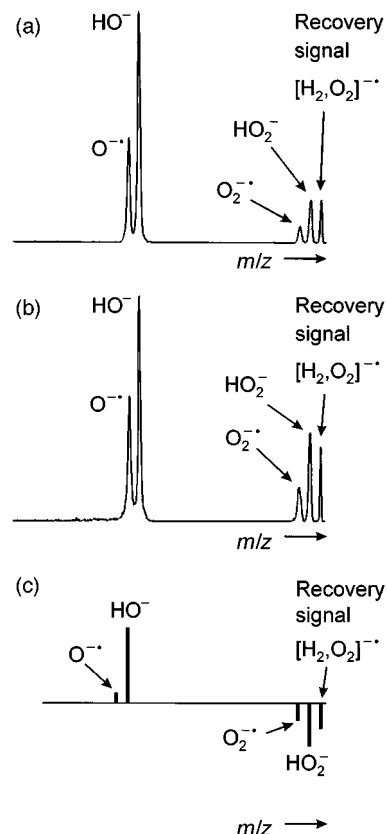 (a)
HO⁻
Recovery
signal
[H₂,O₂]⁻•
HO₂⁻
O⁻•
O₂⁻•
m/z
(b)
HO⁻
Recovery
signal
[H₂,O₂]⁻•
HO₂⁻
O⁻•
O₂⁻•
m/z
(c)
HO⁻
Recovery
signal
O⁻•
[H₂,O₂]⁻•
O₂⁻•
HO₂⁻
m/z